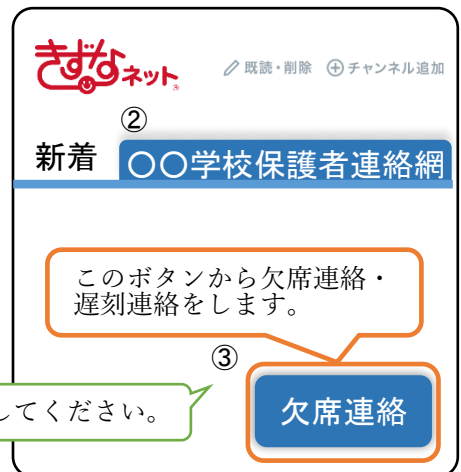 きずなネット
既読・削除 チャンネル追加
②
新着 〇〇学校保護者連絡網
このボタンから欠席連絡・
遅刻連絡をします。
③
欠席連絡
してください。